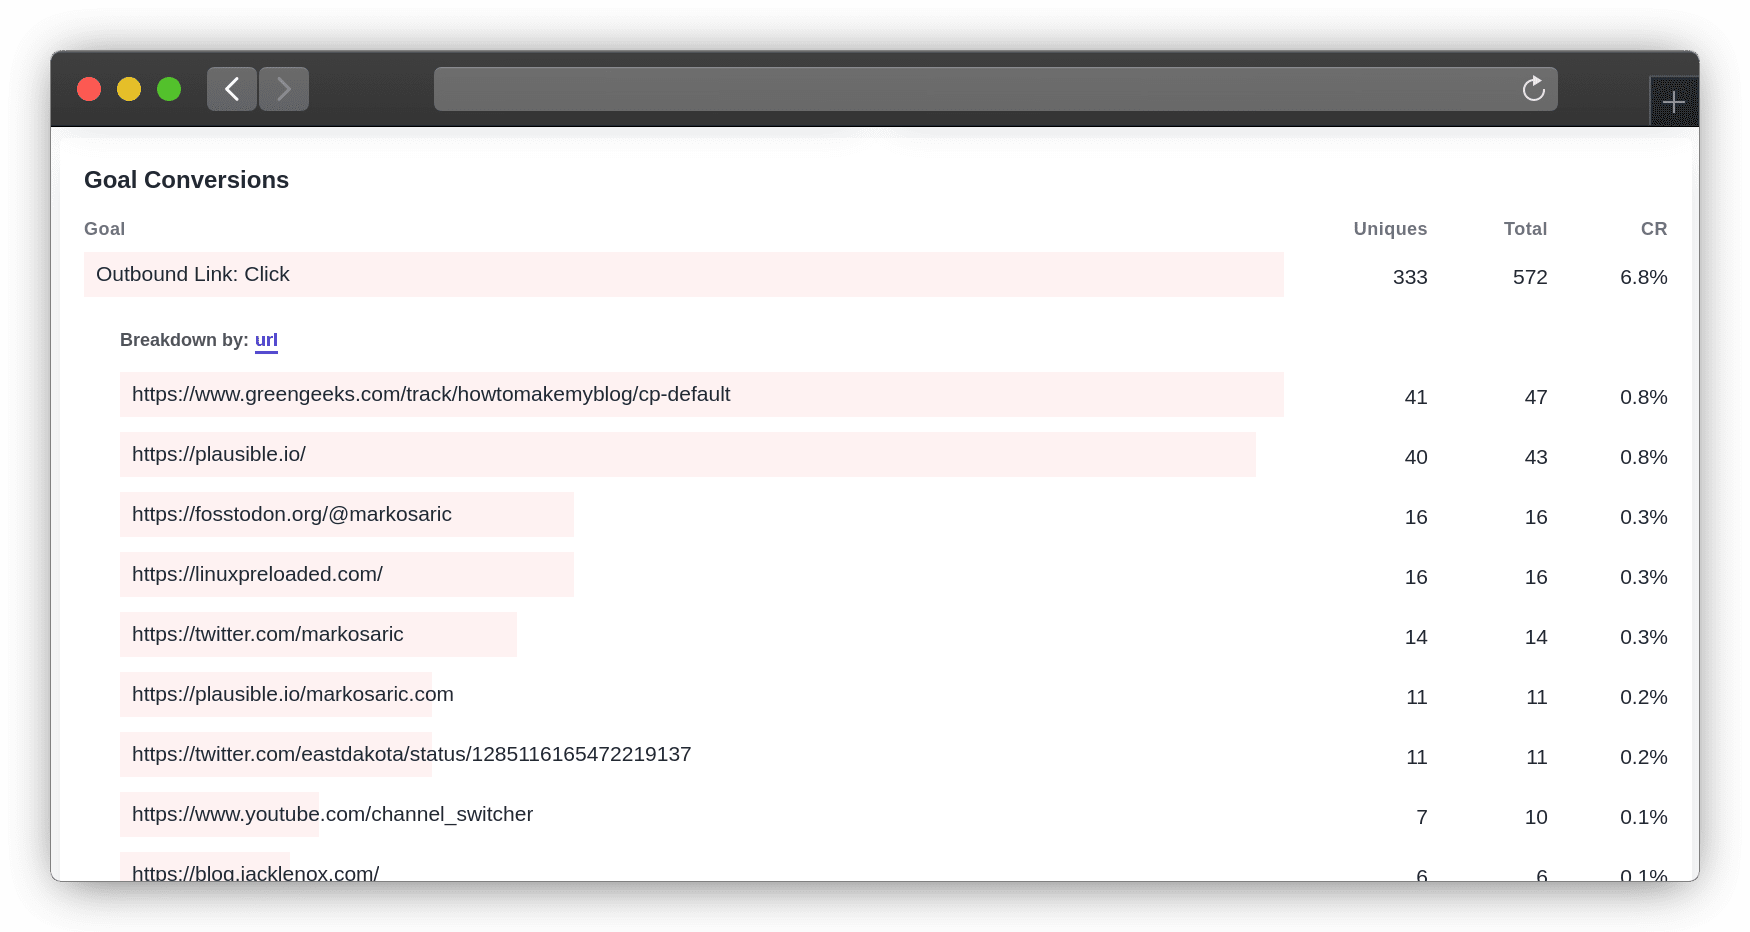 Goal Conversions
Goal Uniques Total CR
Outbound Link: Click 333 572 6.8%
Breakdown by: url
https://www.greengeeks.com/track/howtomakemyblog/cp-default 41 47 0.8%
https://plausible.io/ 40 43 0.8%
https://fosstodon.org/@markosaric 16 16 0.3%
https://linuxpreloaded.com/ 16 16 0.3%
https://twitter.com/markosaric 14 14 0.3%
https://plausible.io/markosaric.com 11 11 0.2%
https://twitter.com/eastdakota/status/1285116165472219137 11 11 0.2%
https://www.youtube.com/channel_switcher 7 10 0.1%
https://blog.jacklenox.com/ 6 6 0.1%